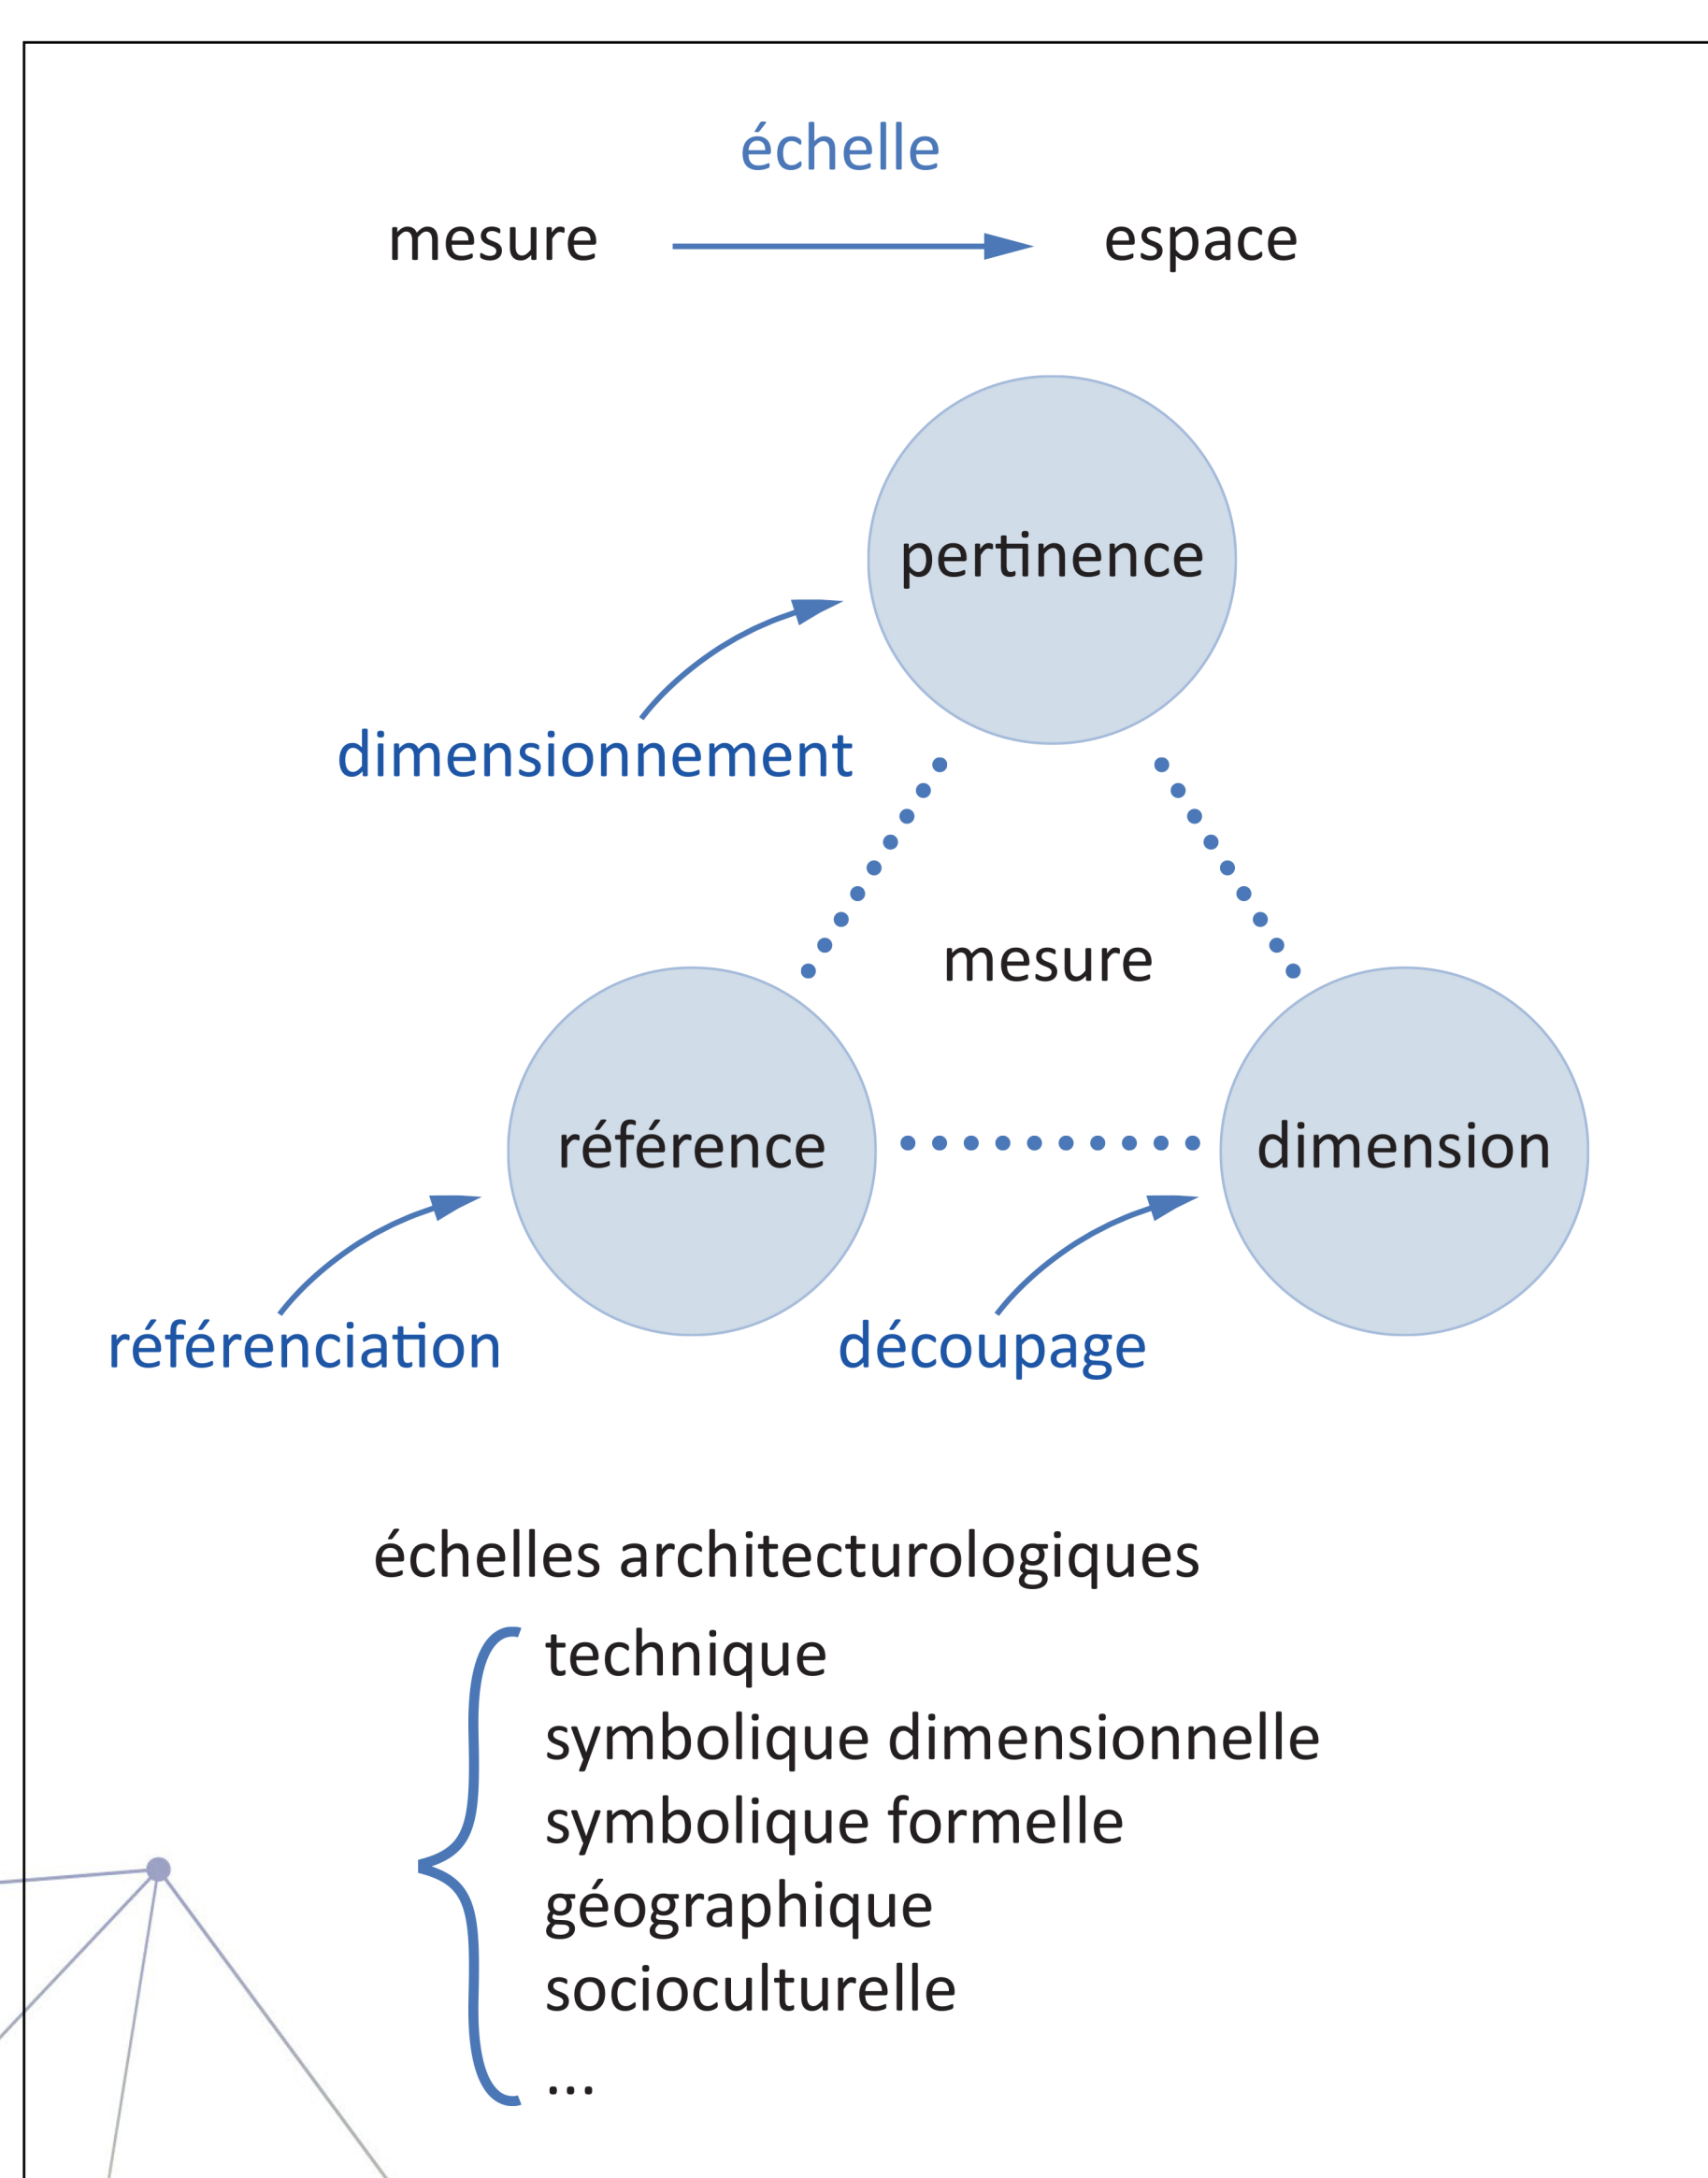 échelle
mesure espace
pertinence
dimensionnement
mesure
référence dimension
référenciation découpage
échelles architecturologiques
technique
symbolique dimensionnelle
symbolique formelle
géographique
socioculturelle
...